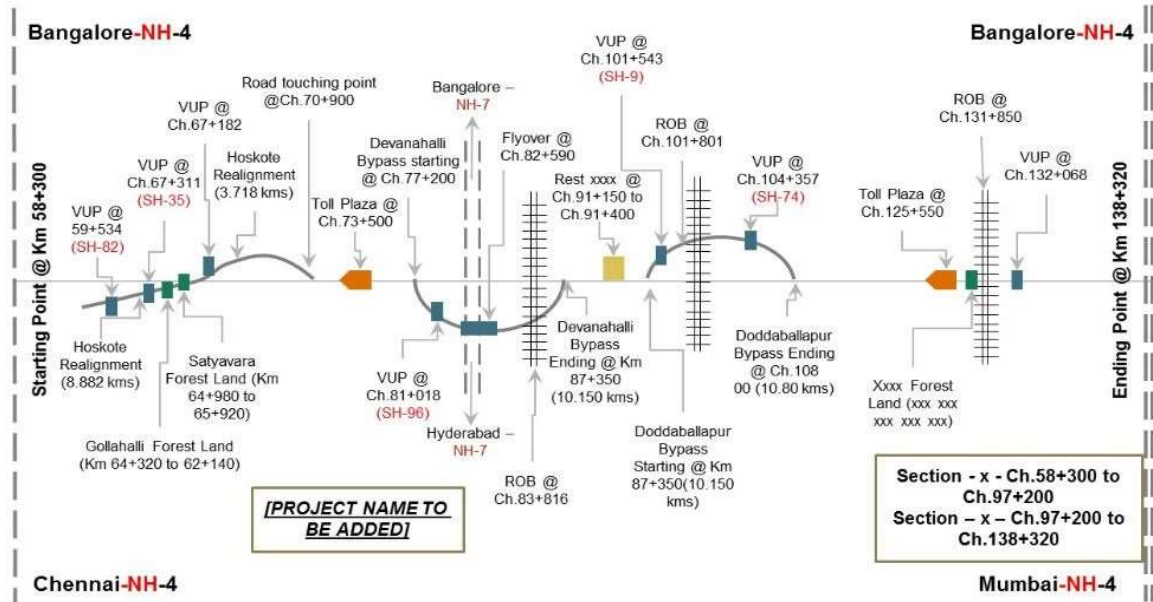 Bangalore-NH-4
Bangalore-NH-4
Starting Point @ Km 58+300
Ending Point @ Km 138+320
VUP @
59+534
(SH-82)
VUP @
Ch.67+311
(SH-35)
VUP @
Ch.67+182
Hoskote
Realignment
(3.718 kms)
Road touching point
@Ch.70+900
Toll Plaza @
Ch.73+500
Devanahalli
Bypass starting
@ Ch.77+200
Bangalore –
NH-7
Flyover @
Ch.82+590
Rest xxxx @
Ch.91+150 to
Ch.91+400
VUP @
Ch.101+543
(SH-9)
ROB @
Ch.101+801
VUP @
Ch.104+357
(SH-74)
Toll Plaza @
Ch.125+550
ROB @
Ch.131+850
VUP @
Ch.132+068
Hoskote
Realignment
(8.882 kms)
Gollahalli Forest Land
(Km 64+320 to 62+140)
Satyavara
Forest Land (Km
64+980 to
65+920)
VUP @
Ch.81+018
(SH-96)
Hyderabad –
NH-7
ROB @
Ch.83+816
Devanahalli
Bypass
Ending @ Km
87+350
(10.150 kms)
Doddaballapur
Bypass
Starting @ Km
87+350(10.150
kms)
Doddaballapur
Bypass Ending
@ Ch.108
00 (10.80 kms)
Xxxx Forest
Land (xxx xxx
xxx xxx xxx)
[PROJECT NAME TO
BE ADDED]
Section - x - Ch.58+300 to
Ch.97+200
Section – x – Ch.97+200 to
Ch.138+320
Chennai-NH-4
Mumbai-NH-4